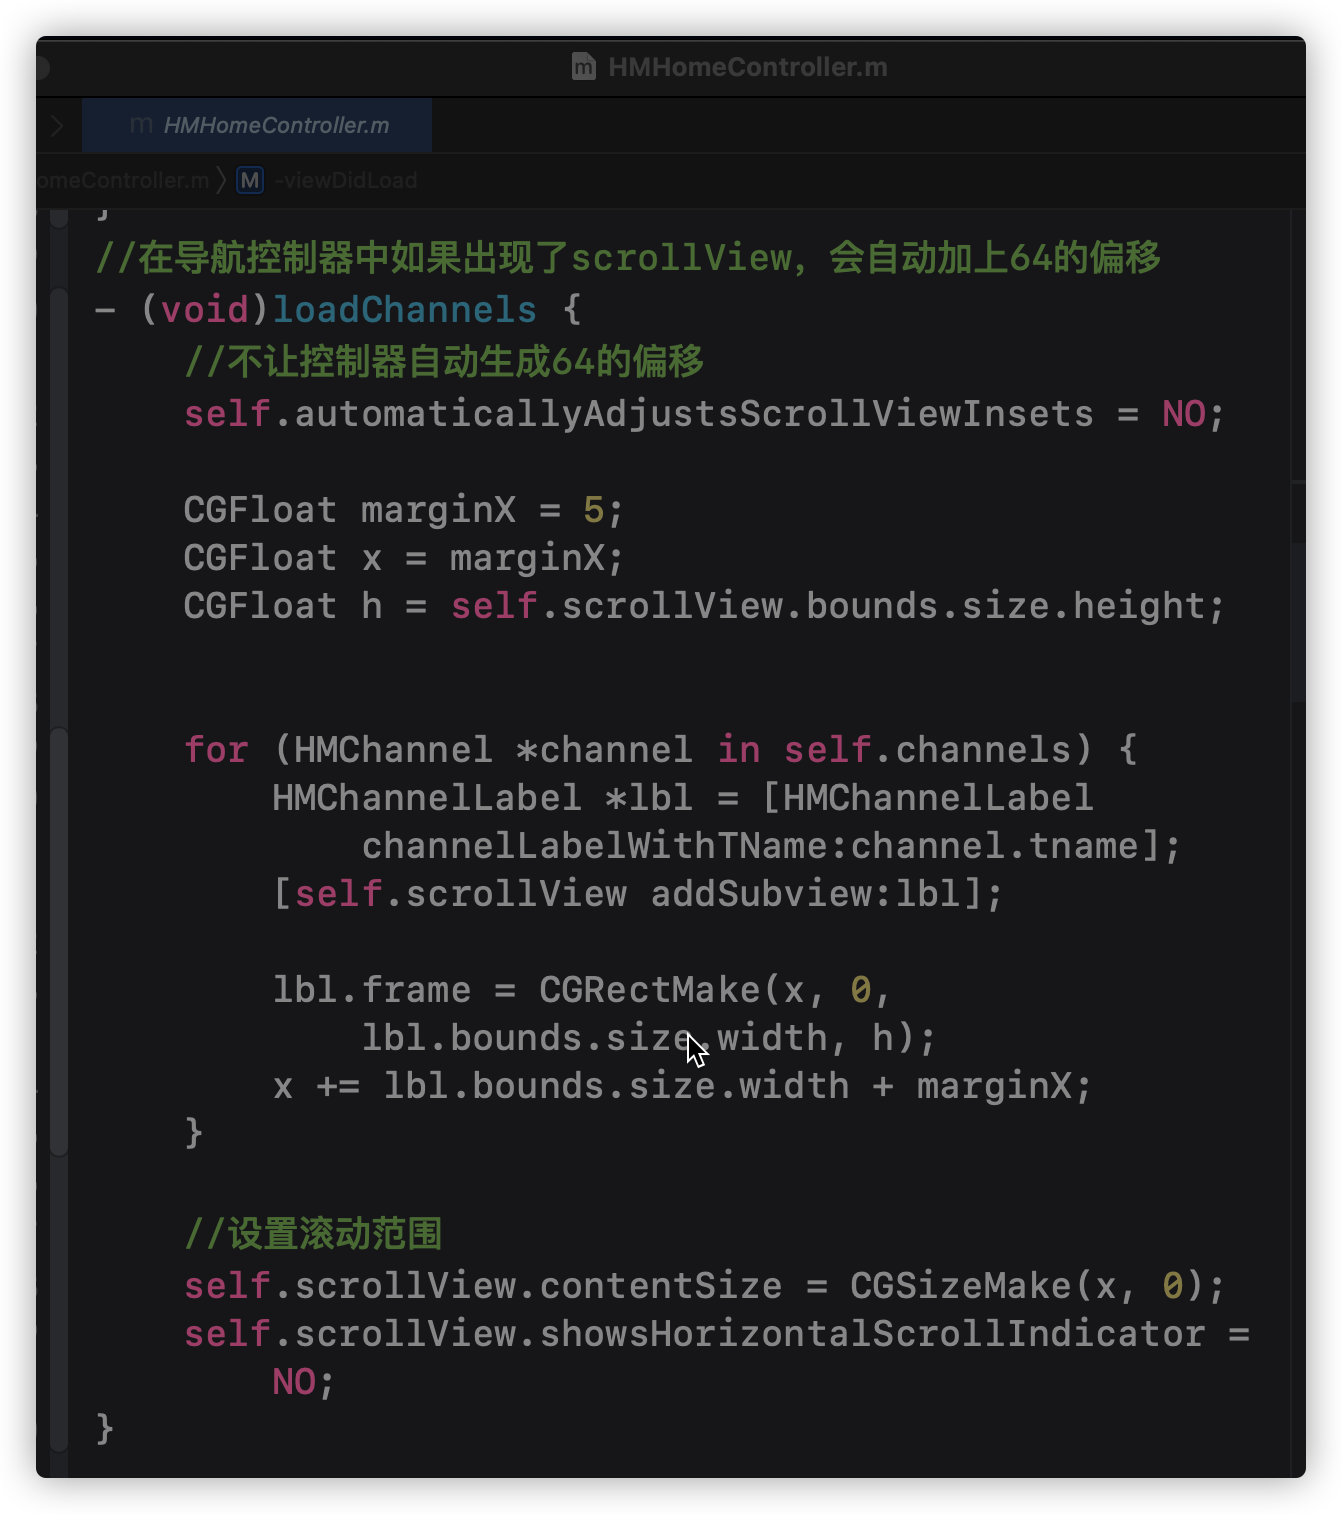 HMHomeController.m
HMHomeController.m
omeController.m
M -viewDidLoad
}
//在导航控制器中如果出现了scrollView，会自动加上64的偏移
- (void)loadChannels {
//不让控制器自动生成64的偏移
self.automaticallyAdjustsScrollViewInsets = NO;
CGFloat marginX = 5;
CGFloat x = marginX;
CGFloat h = self.scrollView.bounds.size.height;
for (HMChannel *channel in self.channels) {
HMChannelLabel *lbl = [HMChannelLabel
channelLabelWithTName:channel.tname];
[self.scrollView addSubview:lbl];
lbl.frame = CGRectMake(x, 0,
lbl.bounds.size.width, h);
x += lbl.bounds.size.width + marginX;
}
//设置滚动范围
self.scrollView.contentSize = CGSizeMake(x, 0);
self.scrollView.showsHorizontalScrollIndicator =
NO;
}